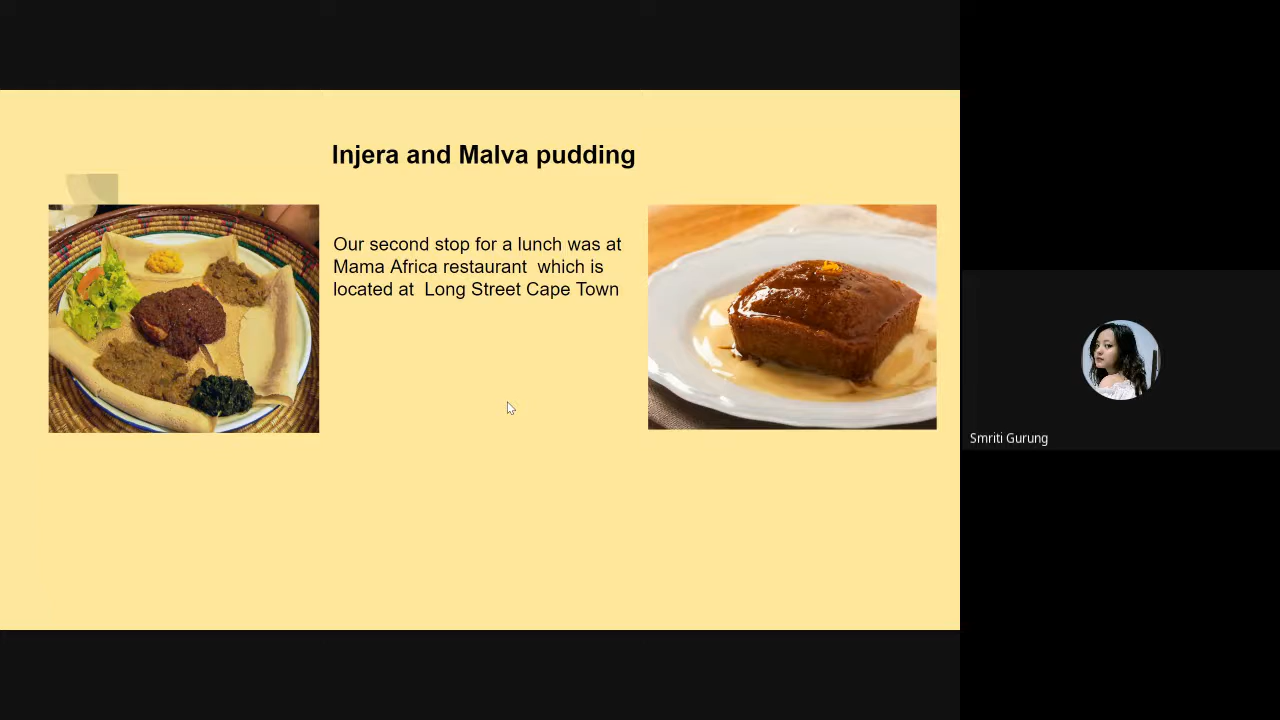 Injera and Malva pudding
Our second stop for a lunch was at
Mama Africa restaurant  which is
located at  Long Street Cape Town
Smriti Gurung